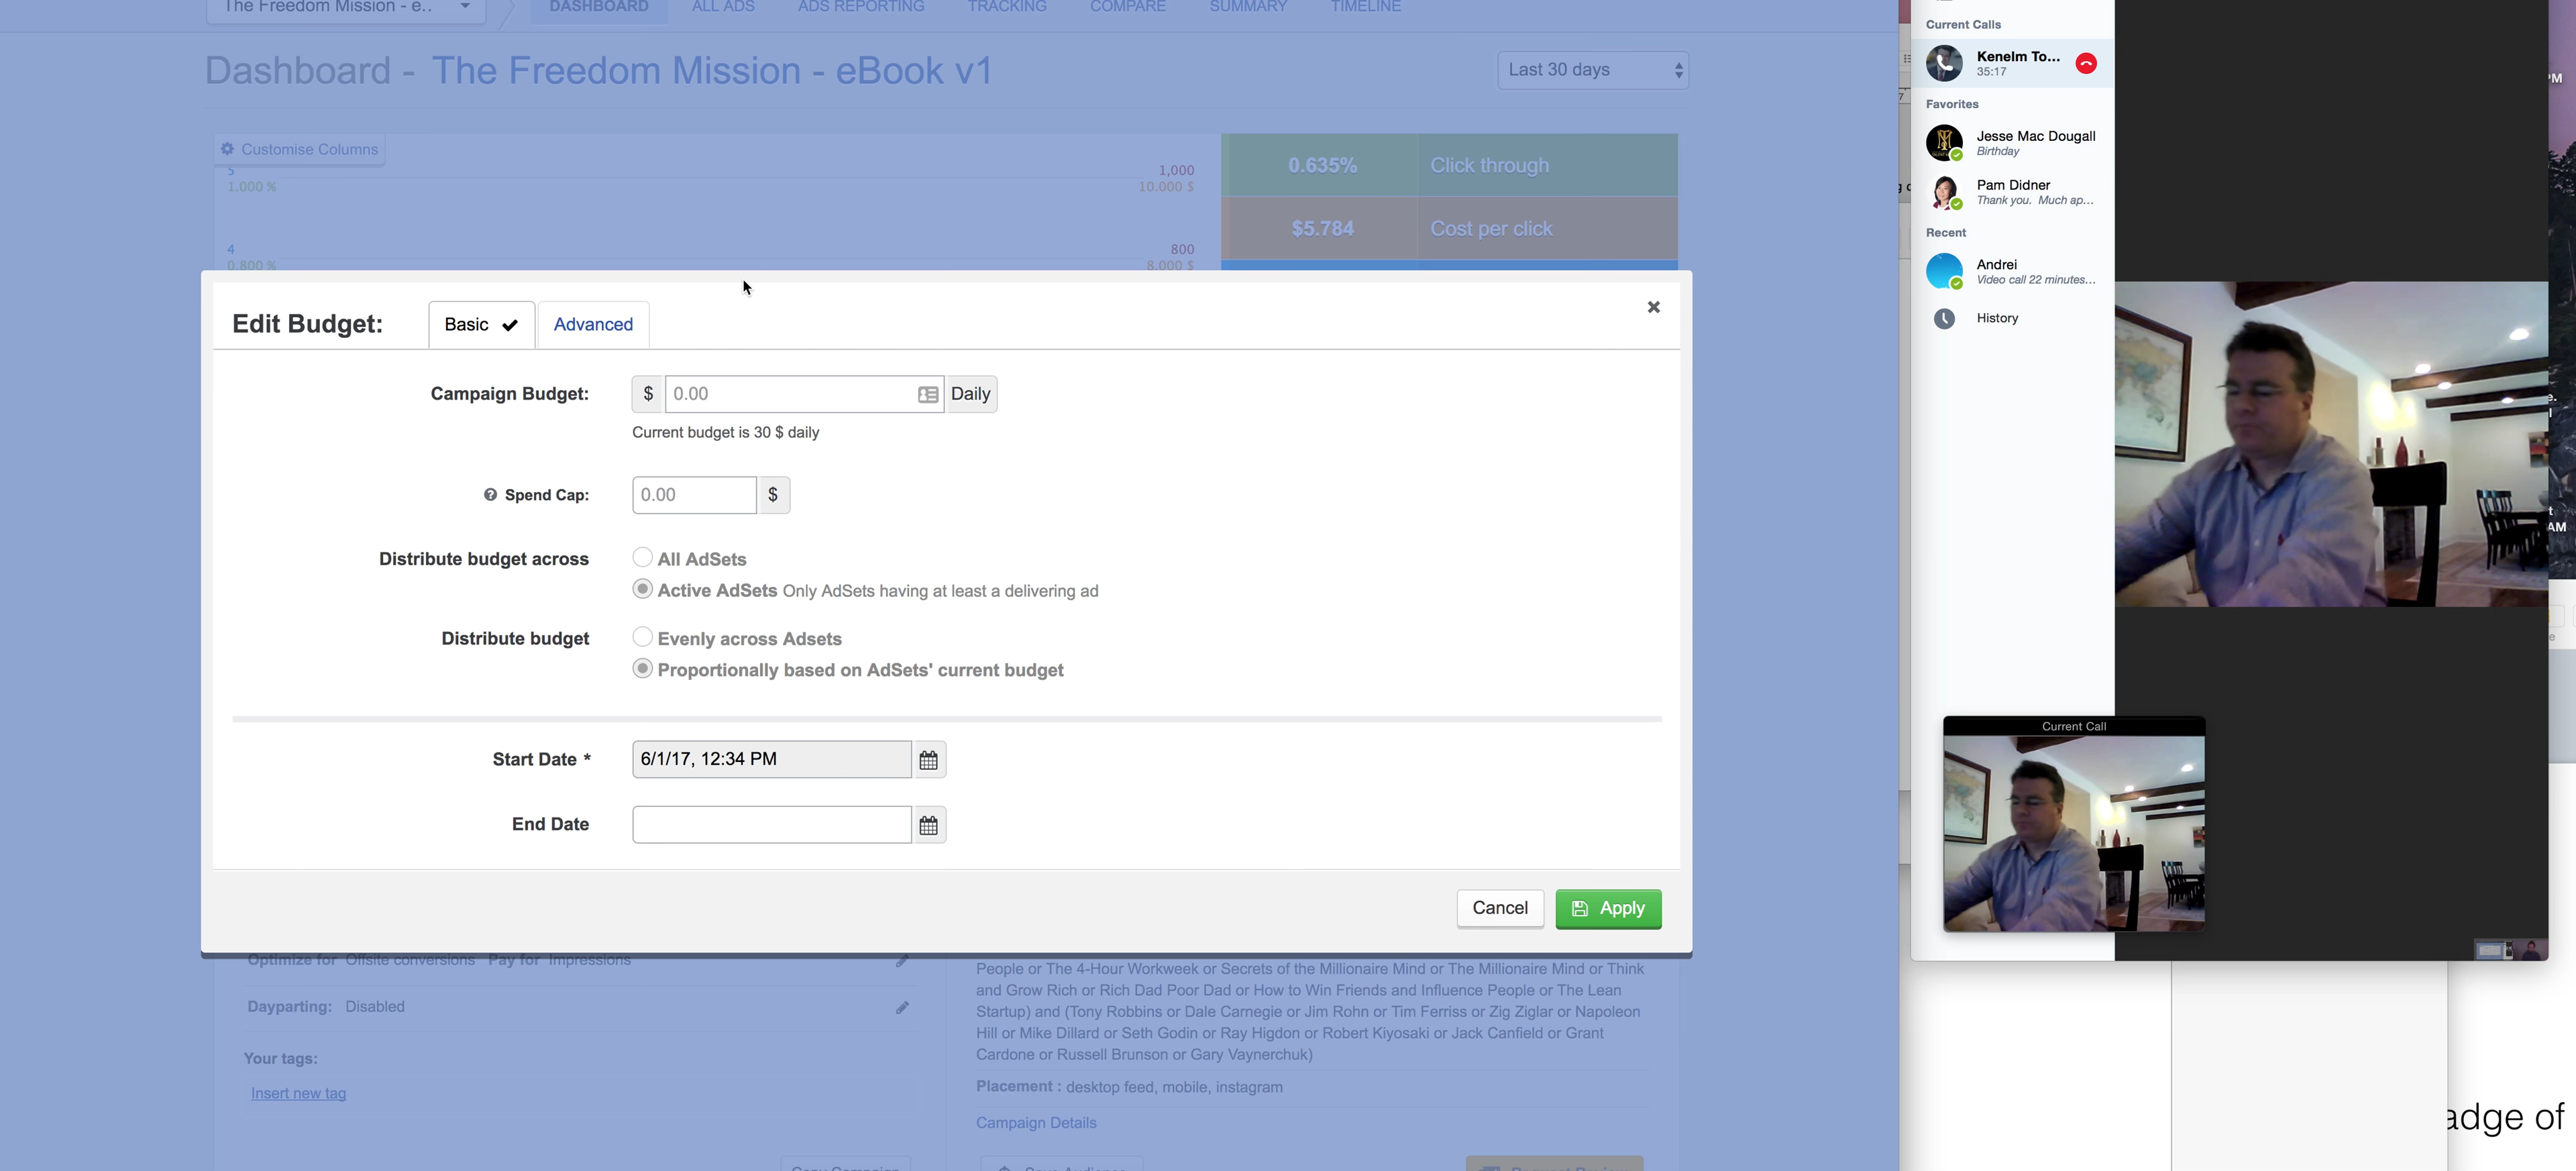 The Freedom Mission - e..
DASHBOARD
ALL ADS
ADS REPORTING
TRACKING
COMPARE
SUMMARY
TIMELINE
Dashboard - The Freedom Mission - eBook v1
Last 30 days
Customise Columns
5
1.000 %
1,000
10.000 $
4
0.800 %
800
8.000 $
0.635% Click through
$5.784 Cost per click
Edit Budget:
Basic
Advanced
Campaign Budget:
$ 0.00 Daily
Current budget is 30 $ daily
Spend Cap:
0.00 $
Distribute budget across
All AdSets
Active AdSets Only AdSets having at least a delivering ad
Distribute budget
Evenly across Adsets
Proportionally based on AdSets' current budget
Start Date *
6/1/17, 12:34 PM
End Date
Cancel
Apply
Optimize for Offsite conversions Pay for Impressions
Dayparting: Disabled
Your tags:
Insert new tag
People or The 4-Hour Workweek or Secrets of the Millionaire Mind or The Millionaire Mind or Think
and Grow Rich or Rich Dad Poor Dad or How to Win Friends and Influence People or The Lean
Startup) and (Tony Robbins or Dale Carnegie or Jim Rohn or Tim Ferriss or Zig Ziglar or Napoleon
Hill or Mike Dillard or Seth Godin or Ray Higdon or Robert Kiyosaki or Jack Canfield or Grant
Cardone or Russell Brunson or Gary Vaynerchuk)
Placement : desktop feed, mobile, instagram
Campaign Details
Current Calls
Kenelm To...
35:17
Favorites
Jesse Mac Dougall
Birthday
Pam Didner
Thank you. Much ap...
Recent
Andrei
Video call 22 minutes...
History
Current Call
PM
AM
adge of